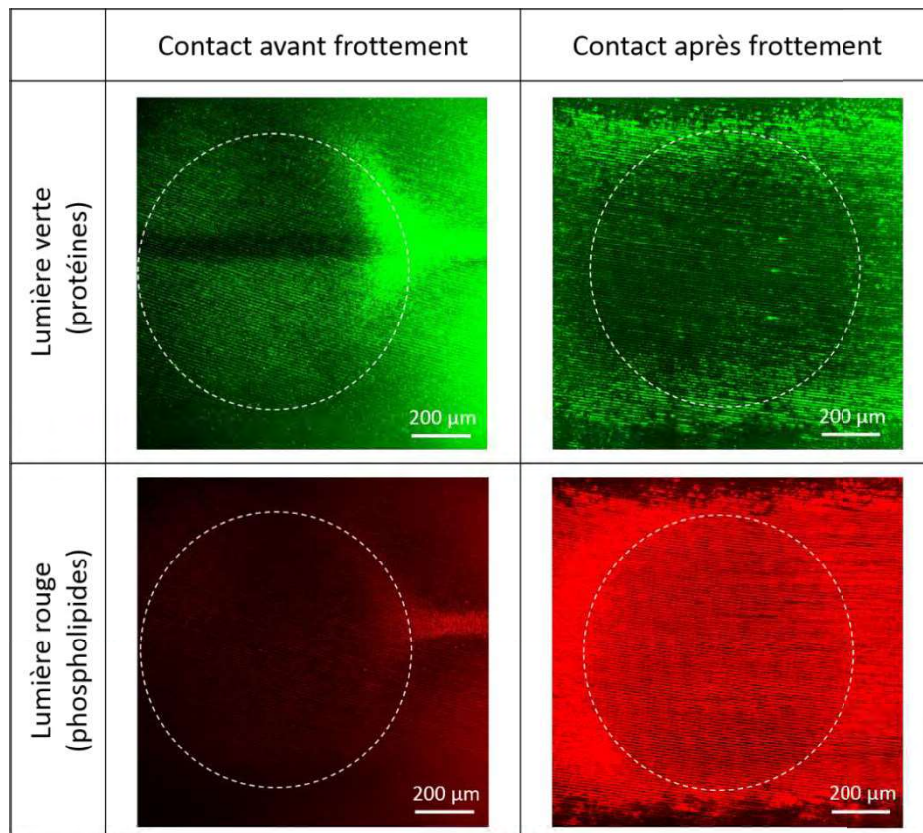 Contact avant frottement
Contact après frottement
Lumière verte
(protéines)
200 µm
200 µm
Lumière rouge
(phospholipides)
200 µm
200 µm